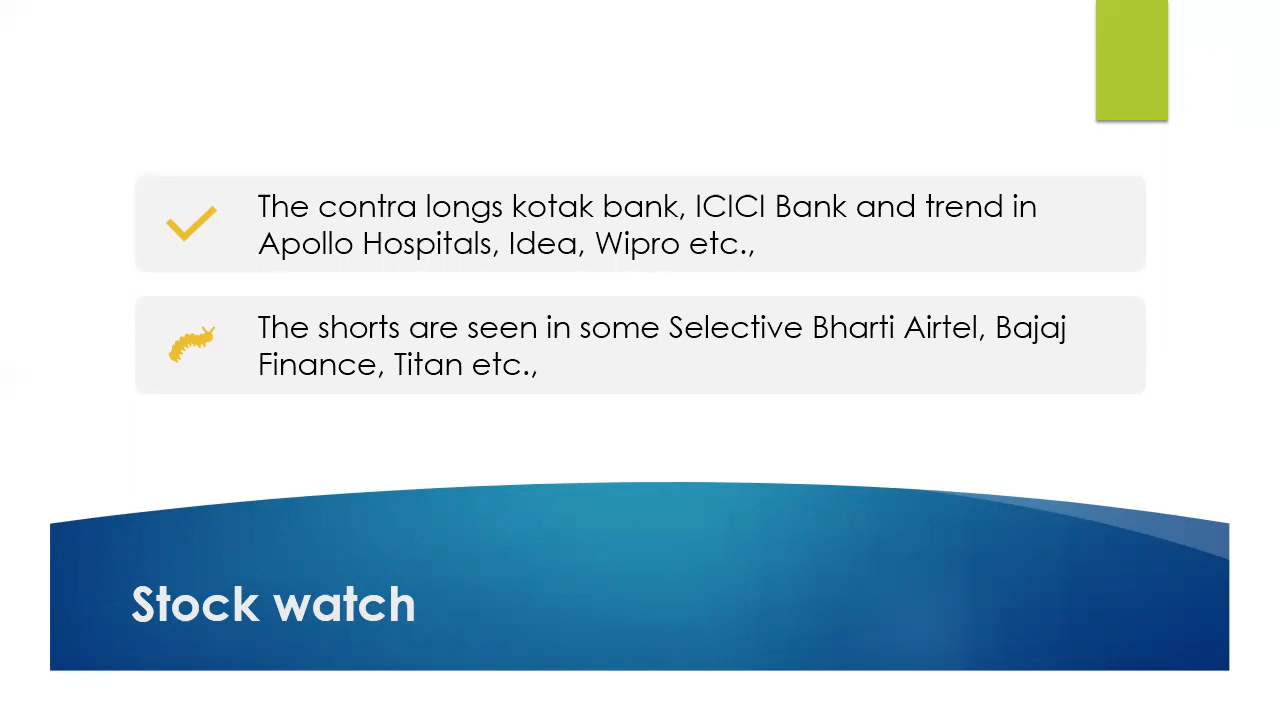 The contra longs kotak bank, ICICI Bank and trend in
Apollo Hospitals, Idea, Wipro etc.,
The shorts are seen in some Selective Bharti Airtel, Bajaj
Finance, Titan etc.,
Stock watch